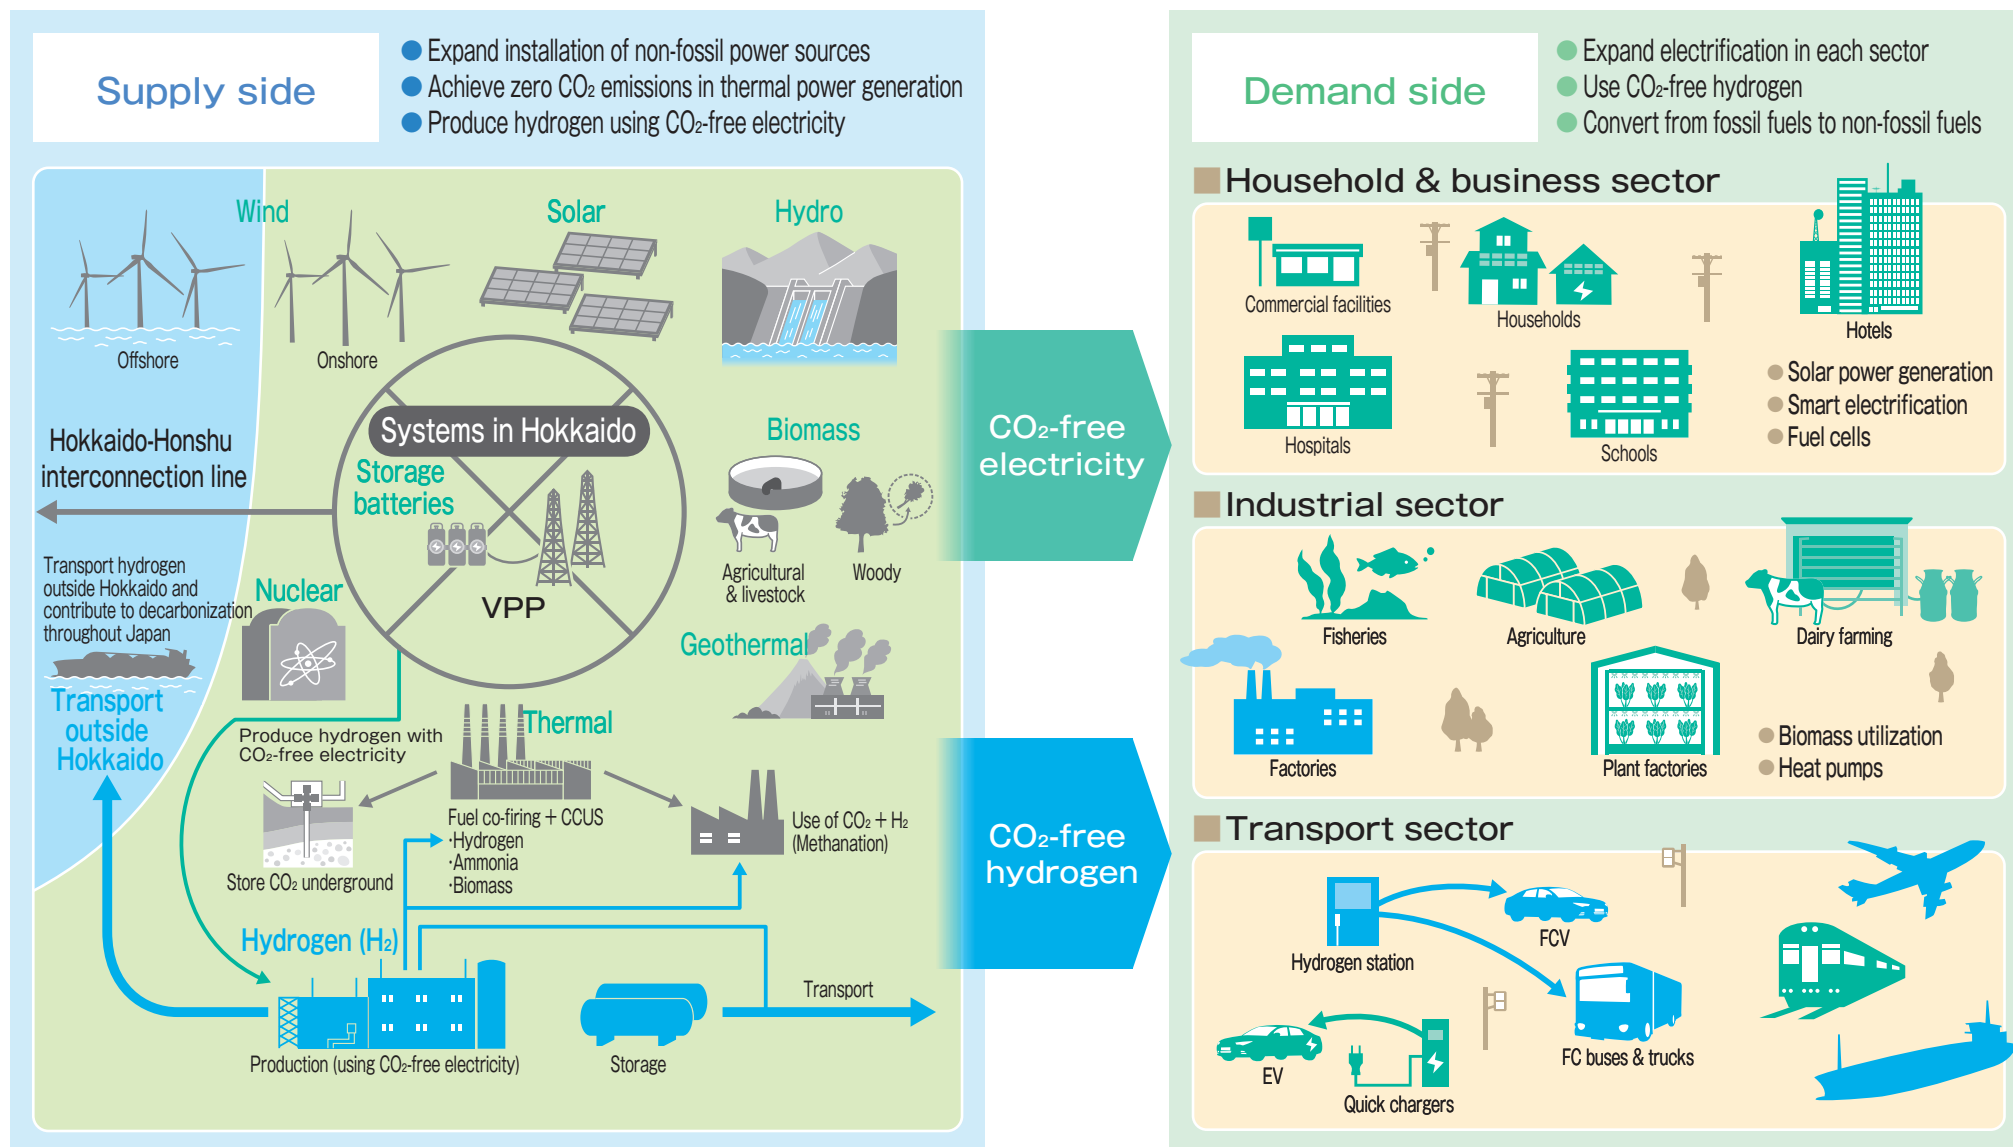 Supply side
● Expand installation of non-fossil power sources
● Achieve zero CO₂ emissions in thermal power generation
● Produce hydrogen using CO₂-free electricity
Wind
Solar
Hydro
Offshore
Onshore
Systems in Hokkaido
Storage
batteries
VPP
Hokkaido-Honshu
interconnection line
Biomass
Agricultural
& livestock
Woody
Transport hydrogen
outside Hokkaido and
contribute to decarbonization
throughout Japan
Nuclear
Geothermal
Transport
outside
Hokkaido
Produce hydrogen with
CO₂-free electricity
Thermal
Store CO₂ underground
Fuel co-firing + CCUS
·Hydrogen
·Ammonia
·Biomass
Use of CO₂ + H₂
(Methanation)
Hydrogen (H₂)
Production (using CO₂-free electricity)
Storage
Transport
CO₂-free
electricity
CO₂-free
hydrogen
Demand side
● Expand electrification in each sector
● Use CO₂-free hydrogen
● Convert from fossil fuels to non-fossil fuels
■ Household & business sector
Commercial facilities
Households
Hotels
Hospitals
Schools
● Solar power generation
● Smart electrification
● Fuel cells
■ Industrial sector
Fisheries
Agriculture
Dairy farming
Factories
Plant factories
● Biomass utilization
● Heat pumps
■ Transport sector
Hydrogen station
FCV
FC buses & trucks
EV
Quick chargers